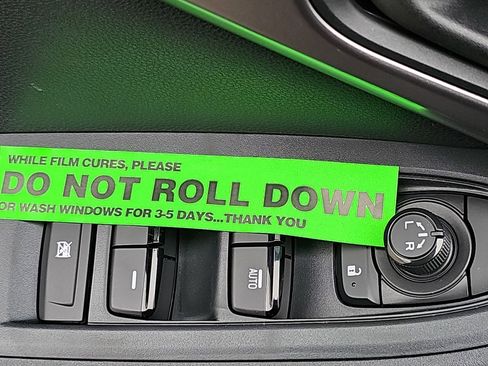 WHILE FILM CURES, PLEASE
DO NOT ROLL DOWN
OR WASH WINDOWS FOR 3-5 DAYS...THANK YOU
L R
AUTO